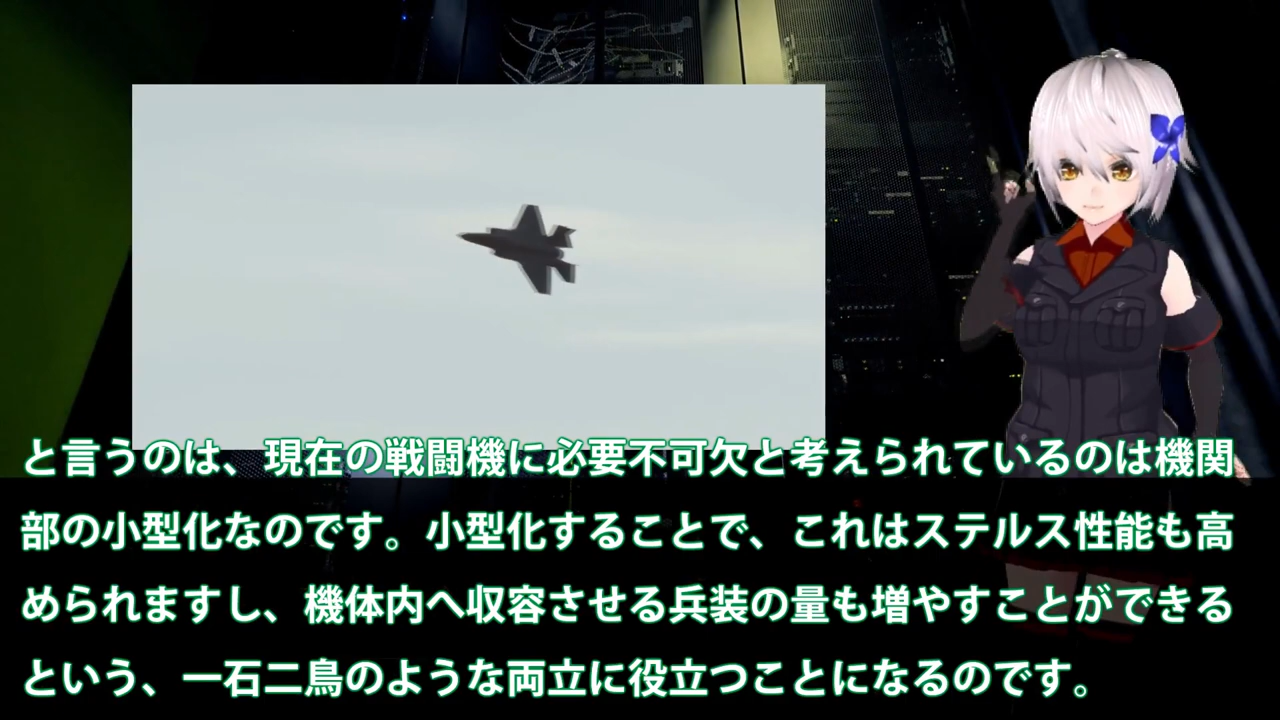 と言うのは、現在の戦闘機に必要不可欠と考えられているのは機関
部の小型化なのです。小型化することで、これはステルス性能も高
められますし、機体内へ収容させる兵装の量も増やすことができる
という、一石二鳥のような両立に役立つことになるのです。